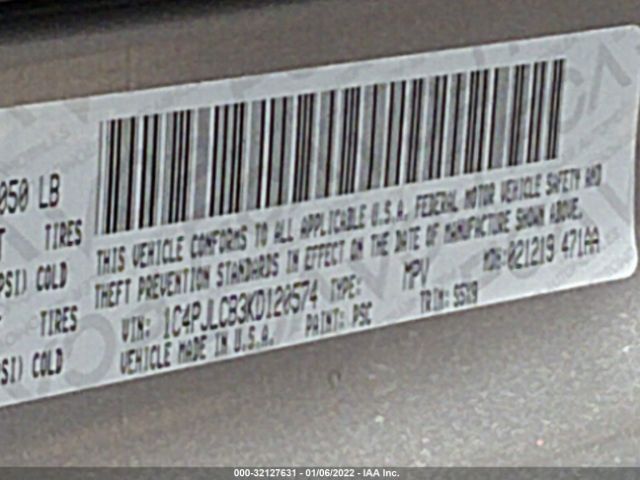 050 LB
TIRES
PSI) COLD
TIRES
SI) COLD
THIS VEHICLE CONFORMS TO ALL APPLICABLE U.S.A. FEDERAL MOTOR VEHICLE SAFETY AND
THEFT PREVENTION STANDARDS IN EFFECT ON THE DATE OF MANUFACTURE SHOWN ABOVE.
VIN: 1C4PJLCB3KD120574 TYPE: MPV MDH:021219 471AA
VEHICLE MADE IN U.S.A. PAINT: PSC TRIM:
000-32127631 - 01/06/2022 - IAA Inc.